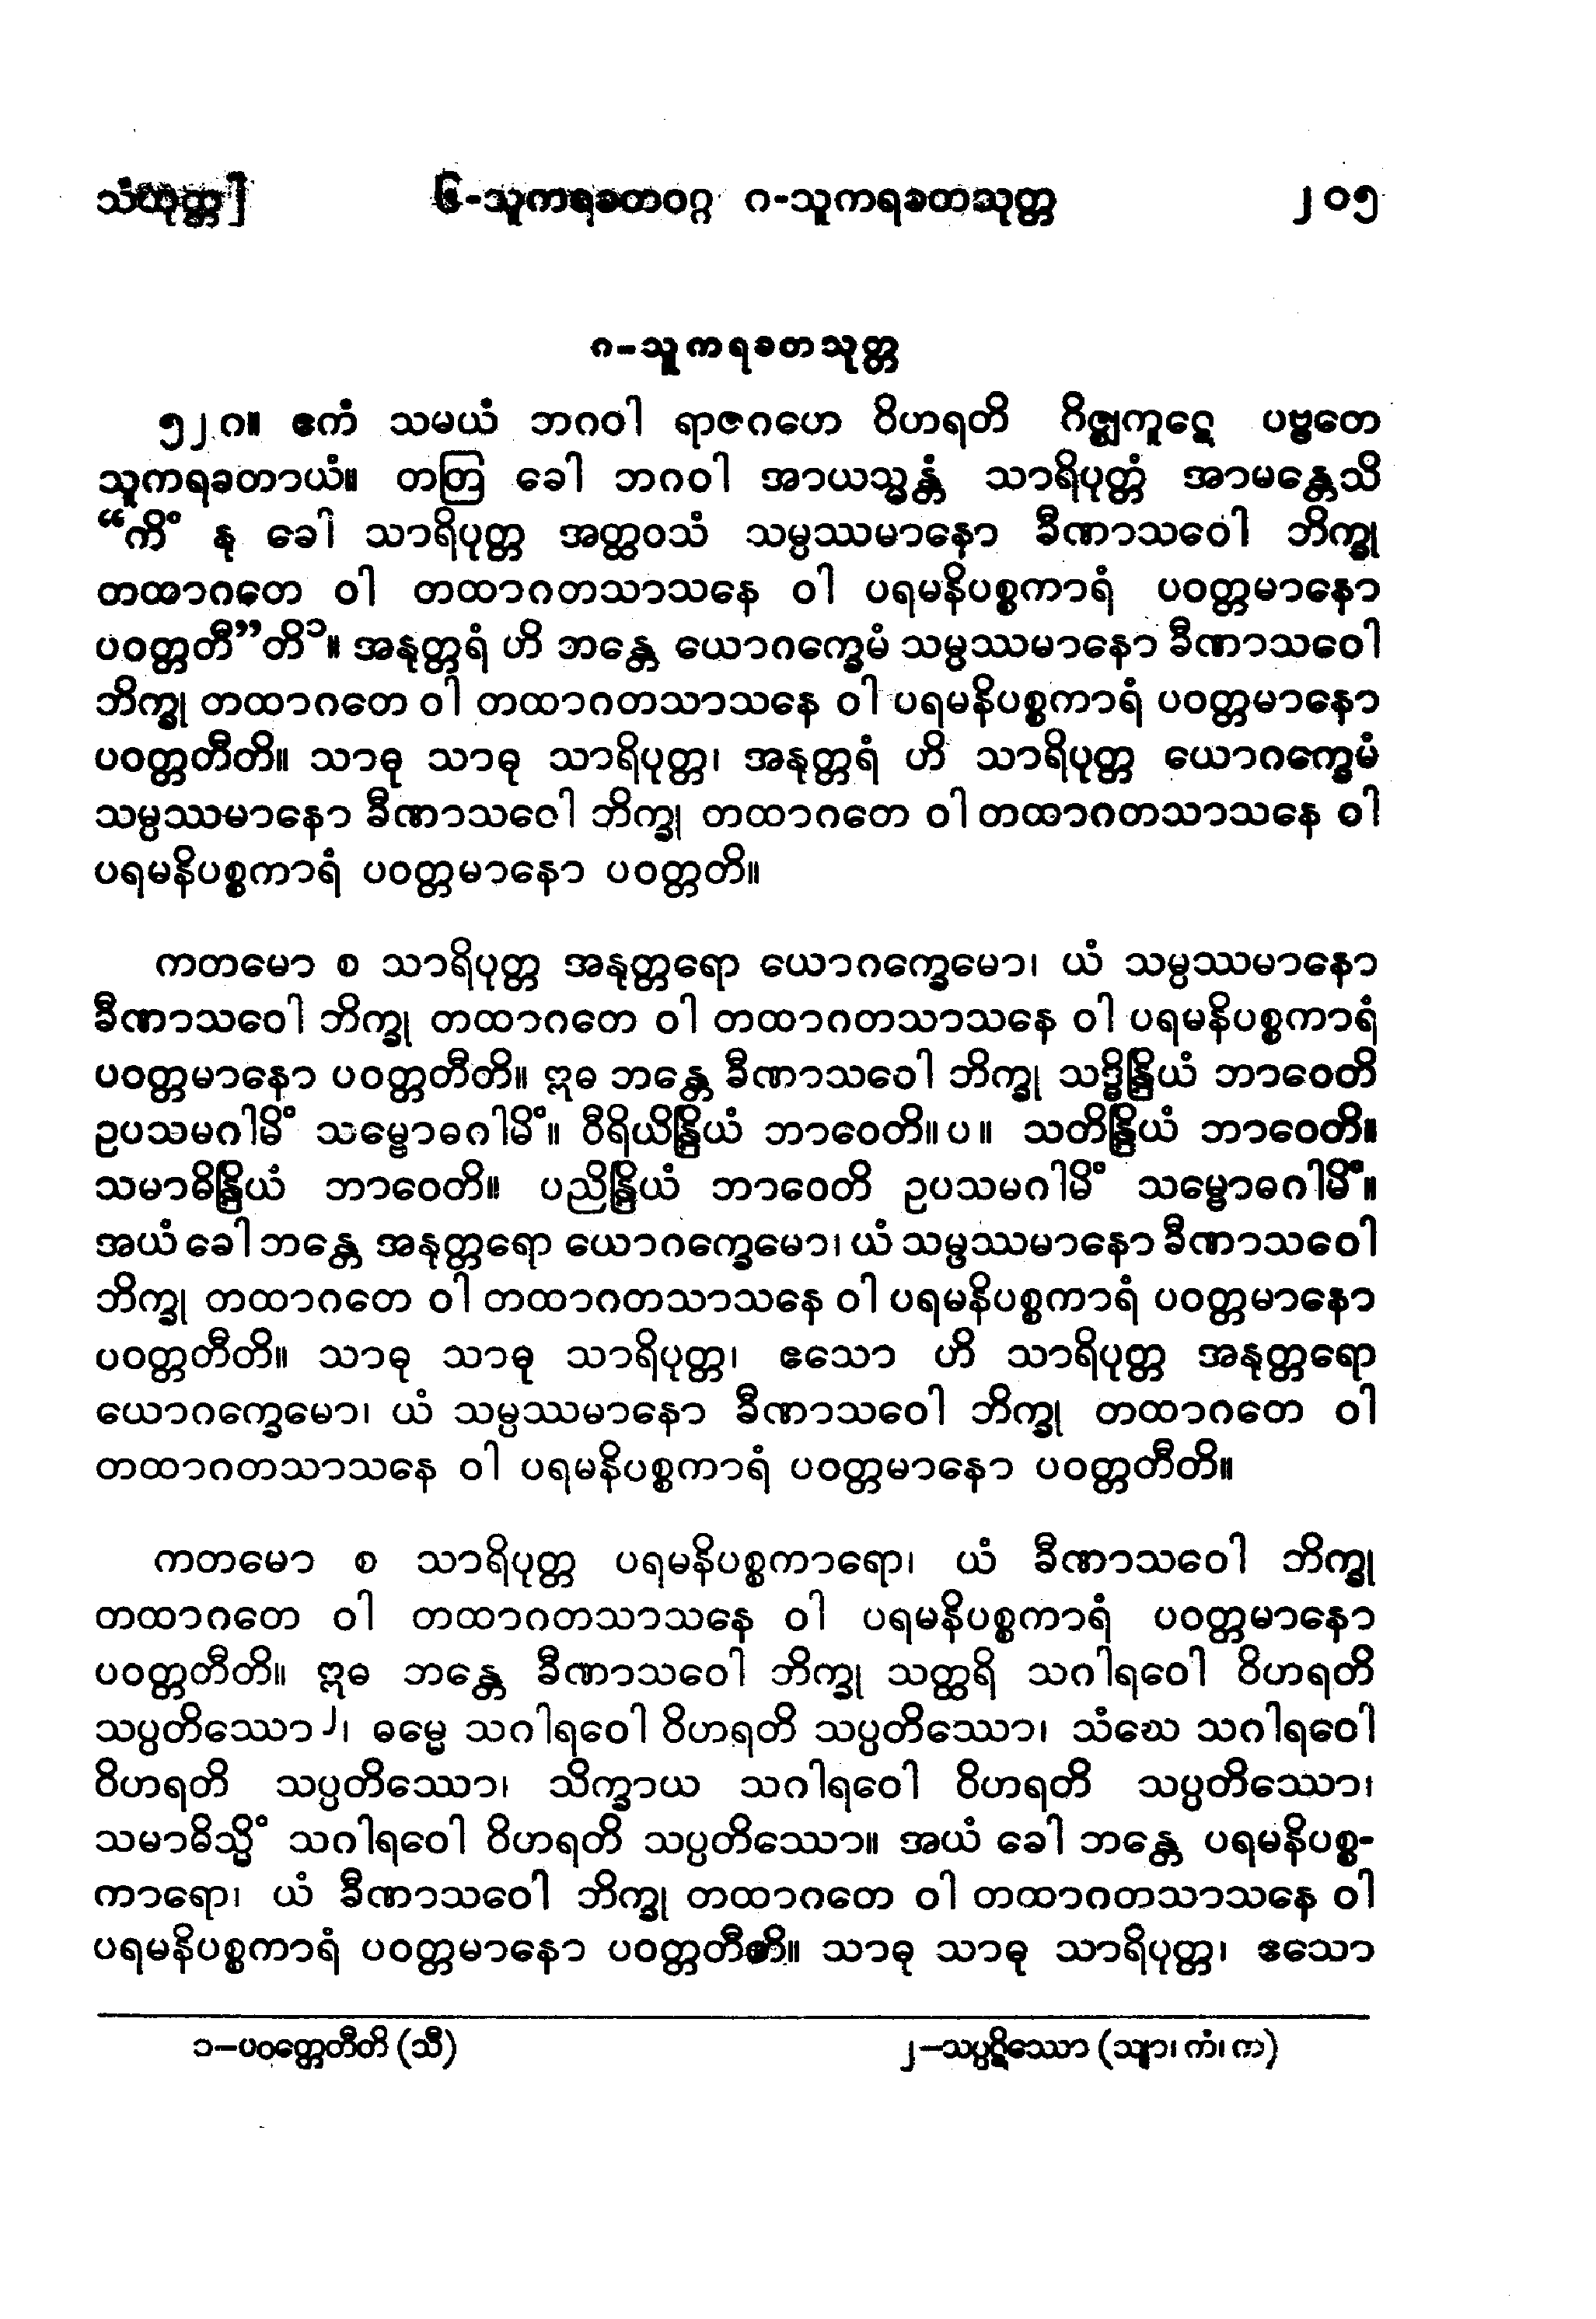 သံယုတ္တ] ၆-သူကရခတဝဂ္ဂ ဂ-သူကရခတသုတ္တ ၂၀၅
ဂ-သူကရခတသုတ္တ
၅၂ဂ။ ဧကံ သမယံ ဘဂဝါ ရာဇဂဟေ ဝိဟရတိ ဂိဇ္ဈကူဋေ ပဗ္ဗတေ
သူကရခတာယံ။ တတြ ခေါ ဘဂဝါ အာယသ္မန္တံ သာရိပုတ္တံ အာမန္တေသိ
“ကိံ နု ခေါ သာရိပုတ္တ အတ္ထဝသံ သမ္ပဿမာနော ခီဏာသဝေါ ဘိက္ခု
တထာဂတေ ဝါ တထာဂတသာသနေ ဝါ ပရမနိပစ္စကာရံ ပဝတ္တမာနော
ပဝတ္တတီ”တိ၁။ အနုတ္တရံ ဟိ ဘန္တေ ယောဂက္ခေမံ သမ္ပဿမာနော ခီဏာသဝေါ
ဘိက္ခု တထာဂတေ ဝါ တထာဂတသာသနေ ဝါ ပရမနိပစ္စကာရံ ပဝတ္တမာနော
ပဝတ္တတီတိ။ သာဓု သာဓု သာရိပုတ္တ၊ အနုတ္တရံ ဟိ သာရိပုတ္တ ယောဂက္ခေမံ
သမ္ပဿမာနော ခီဏာသဝေါ ဘိက္ခု တထာဂတေ ဝါ တထာဂတသာသနေ ဝါ
ပရမနိပစ္စကာရံ ပဝတ္တမာနော ပဝတ္တတိ။
ကတမော စ သာရိပုတ္တ အနုတ္တရော ယောဂက္ခေမော၊ ယံ သမ္ပဿမာနော
ခီဏာသဝေါ ဘိက္ခု တထာဂတေ ဝါ တထာဂတသာသနေ ဝါ ပရမနိပစ္စကာရံ
ပဝတ္တမာနော ပဝတ္တတီတိ။ ဣဓ ဘန္တေ ခီဏာသဝေါ ဘိက္ခု သဒ္ဓိန္ဒြိယံ ဘာဝေတိ
ဥပသမဂါမိံ သမ္ဗောဓဂါမိံ။ ဝီရိယိန္ဒြိယံ ဘာဝေတိ။ပ။ သတိန္ဒြိယံ ဘာဝေတိ။
သမာဓိန္ဒြိယံ ဘာဝေတိ။ ပညိန္ဒြိယံ ဘာဝေတိ ဥပသမဂါမိံ သမ္ဗောဓဂါမိံ။
အယံ ခေါ ဘန္တေ အနုတ္တရော ယောဂက္ခေမော၊ ယံ သမ္ပဿမာနော ခီဏာသဝေါ
ဘိက္ခု တထာဂတေ ဝါ တထာဂတသာသနေ ဝါ ပရမနိပစ္စကာရံ ပဝတ္တမာနော
ပဝတ္တတီတိ။ သာဓု သာဓု သာရိပုတ္တ၊ ဧသော ဟိ သာရိပုတ္တ အနုတ္တရော
ယောဂက္ခေမော၊ ယံ သမ္ပဿမာနော ခီဏာသဝေါ ဘိက္ခု တထာဂတေ ဝါ
တထာဂတသာသနေ ဝါ ပရမနိပစ္စကာရံ ပဝတ္တမာနော ပဝတ္တတီတိ။
ကတမော စ သာရိပုတ္တ ပရမနိပစ္စကာရော၊ ယံ ခီဏာသဝေါ ဘိက္ခု
တထာဂတေ ဝါ တထာဂတသာသနေ ဝါ ပရမနိပစ္စကာရံ ပဝတ္တမာနော
ပဝတ္တတီတိ။ ဣဓ ဘန္တေ ခီဏာသဝေါ ဘိက္ခု သတ္ထရိ သဂါရဝေါ ဝိဟရတိ
သပ္ပတိဿော၂၊ ဓမ္မေ သဂါရဝေါ ဝိဟရတိ သပ္ပတိဿော၊ သံဃေ သဂါရဝေါ
ဝိဟရတိ သပ္ပတိဿော၊ သိက္ခာယ သဂါရဝေါ ဝိဟရတိ သပ္ပတိဿော၊
သမာဓိသ္မိံ သဂါရဝေါ ဝိဟရတိ သပ္ပတိဿော။ အယံ ခေါ ဘန္တေ ပရမနိပစ္စ-
ကာရော၊ ယံ ခီဏာသဝေါ ဘိက္ခု တထာဂတေ ဝါ တထာဂတသာသနေ ဝါ
ပရမနိပစ္စကာရံ ပဝတ္တမာနော ပဝတ္တတီတိ။ သာဓု သာဓု သာရိပုတ္တ၊ ဧသော
၁-ပဝတ္တေတီတိ (သီ) ၂-သပ္ပဋိဿော (သျာ၊ ကံ၊ က)